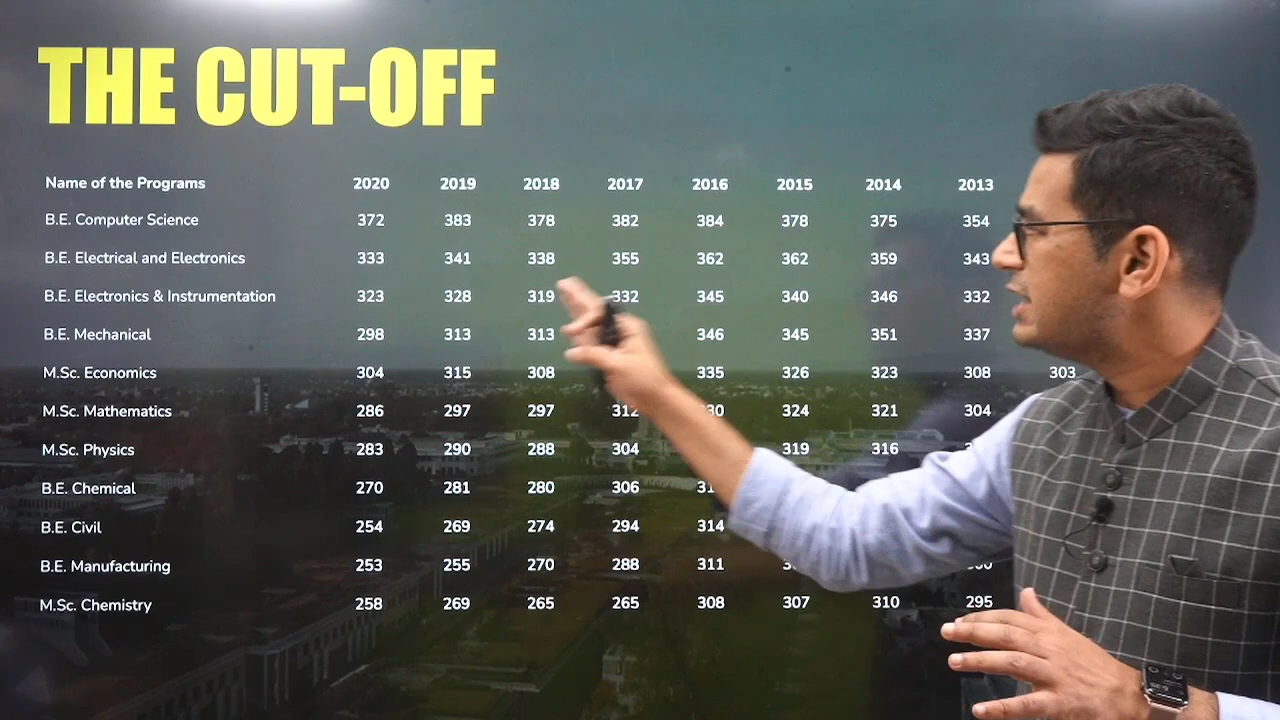 THE CUT-OFF
Name of the Programs 2020 2019 2018 2017 2016 2015 2014 2013
B.E. Computer Science 372 383 378 382 384 378 375 354
B.E. Electrical and Electronics 333 341 338 355 362 362 359 343
B.E. Electronics & Instrumentation 323 328 319 332 345 340 346 332
B.E. Mechanical 298 313 313 346 345 351 337
M.Sc. Economics 304 315 308 335 326 323 308 303
M.Sc. Mathematics 286 297 297 312 324 321 304
M.Sc. Physics 283 290 288 304 319 316
B.E. Chemical 270 281 280 306
B.E. Civil 254 269 274 294 314
B.E. Manufacturing 253 255 270 288 311
M.Sc. Chemistry 258 269 265 265 308 307 310 295